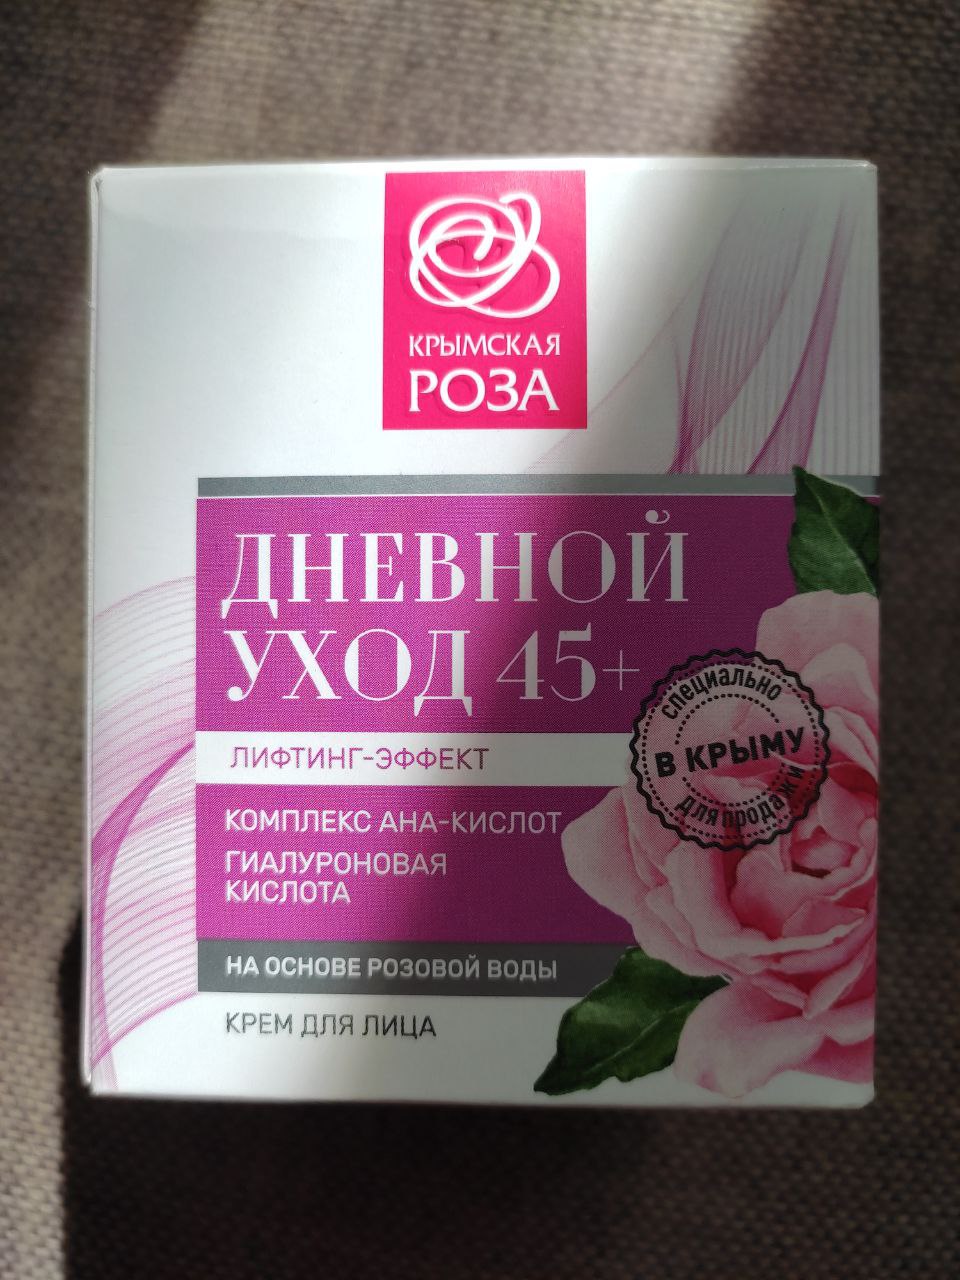 КРЫМСКАЯ
РОЗА
ДНЕВНОЙ
УХОД 45+
ЛИФТИНГ-ЭФФЕКТ
специально
В КРЫМУ
для продажи
КОМПЛЕКС АНА-КИСЛОТ
ГИАЛУРОНОВАЯ
КИСЛОТА
НА ОСНОВЕ РОЗОВОЙ ВОДЫ
КРЕМ ДЛЯ ЛИЦА